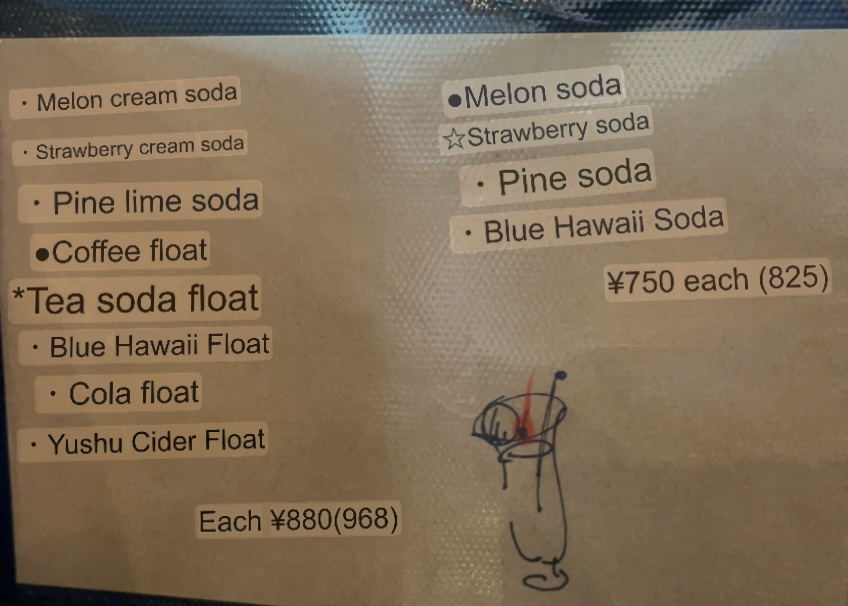 · Melon cream soda
· Strawberry cream soda
· Pine lime soda
●Coffee float
*Tea soda float
· Blue Hawaii Float
· Cola float
· Yushu Cider Float
Each ¥880(968)
●Melon soda
☆Strawberry soda
· Pine soda
· Blue Hawaii Soda
¥750 each (825)